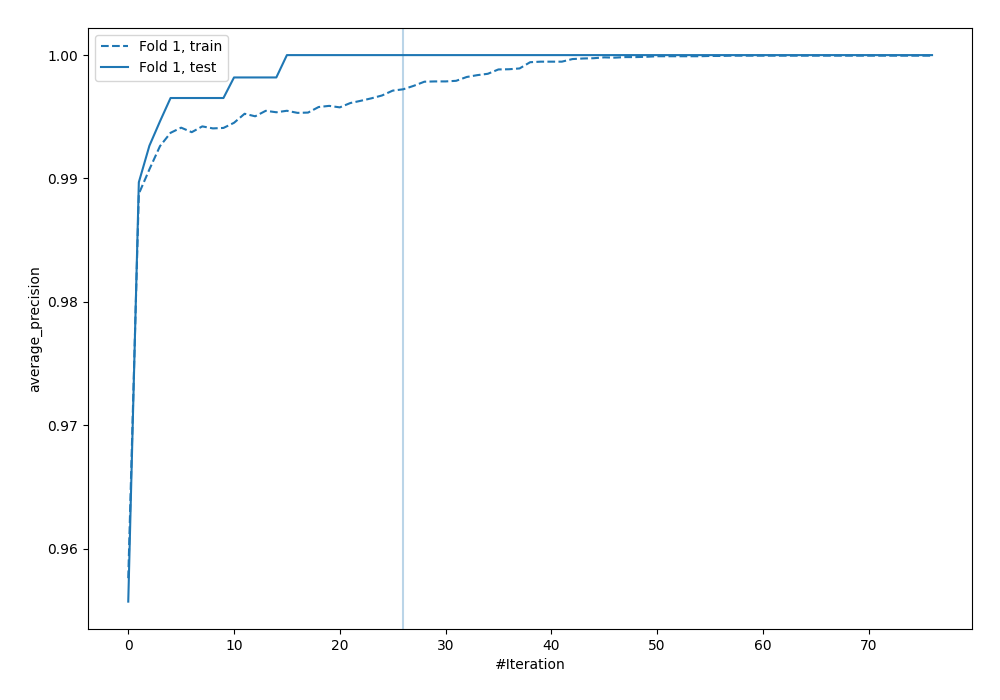 Fold 1, train
Fold 1, test
1.00
0.99
0.98
0.97
0.96
average_precision
0 10 20 30 40 50 60 70
#Iteration